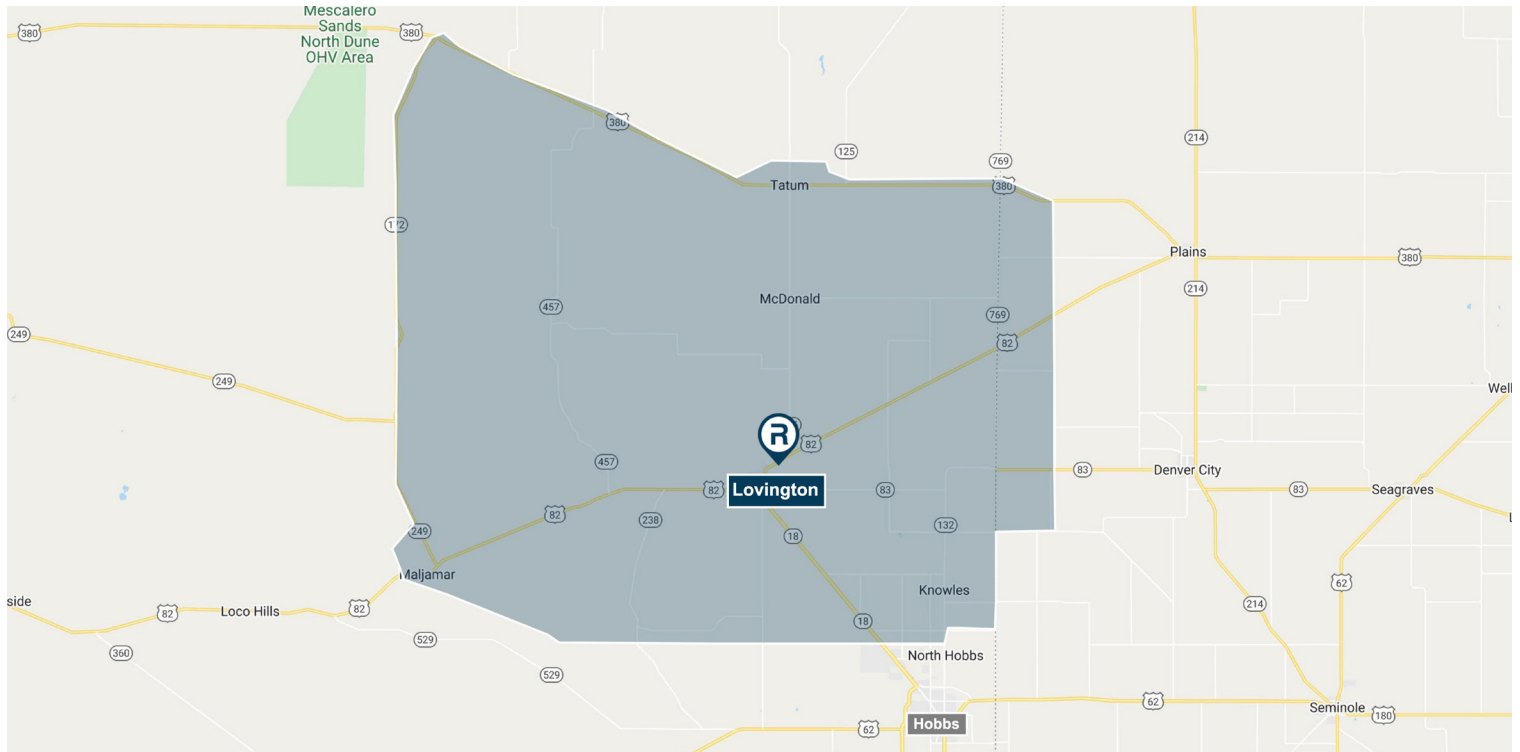 Mescalero
Sands
North Dune
OHV Area
380
380
380
125
769
380
Tatum
214
172
Plains
380
214
McDonald
457
769
249
82
249
Well
R
82
457
82
Lovington
83
83
Denver City
83
Seagraves
82
238
132
249
18
Maljamar
Knowles
62
side
82
Loco Hills
82
214
18
529
360
North Hobbs
529
62
Seminole
180
62
Hobbs